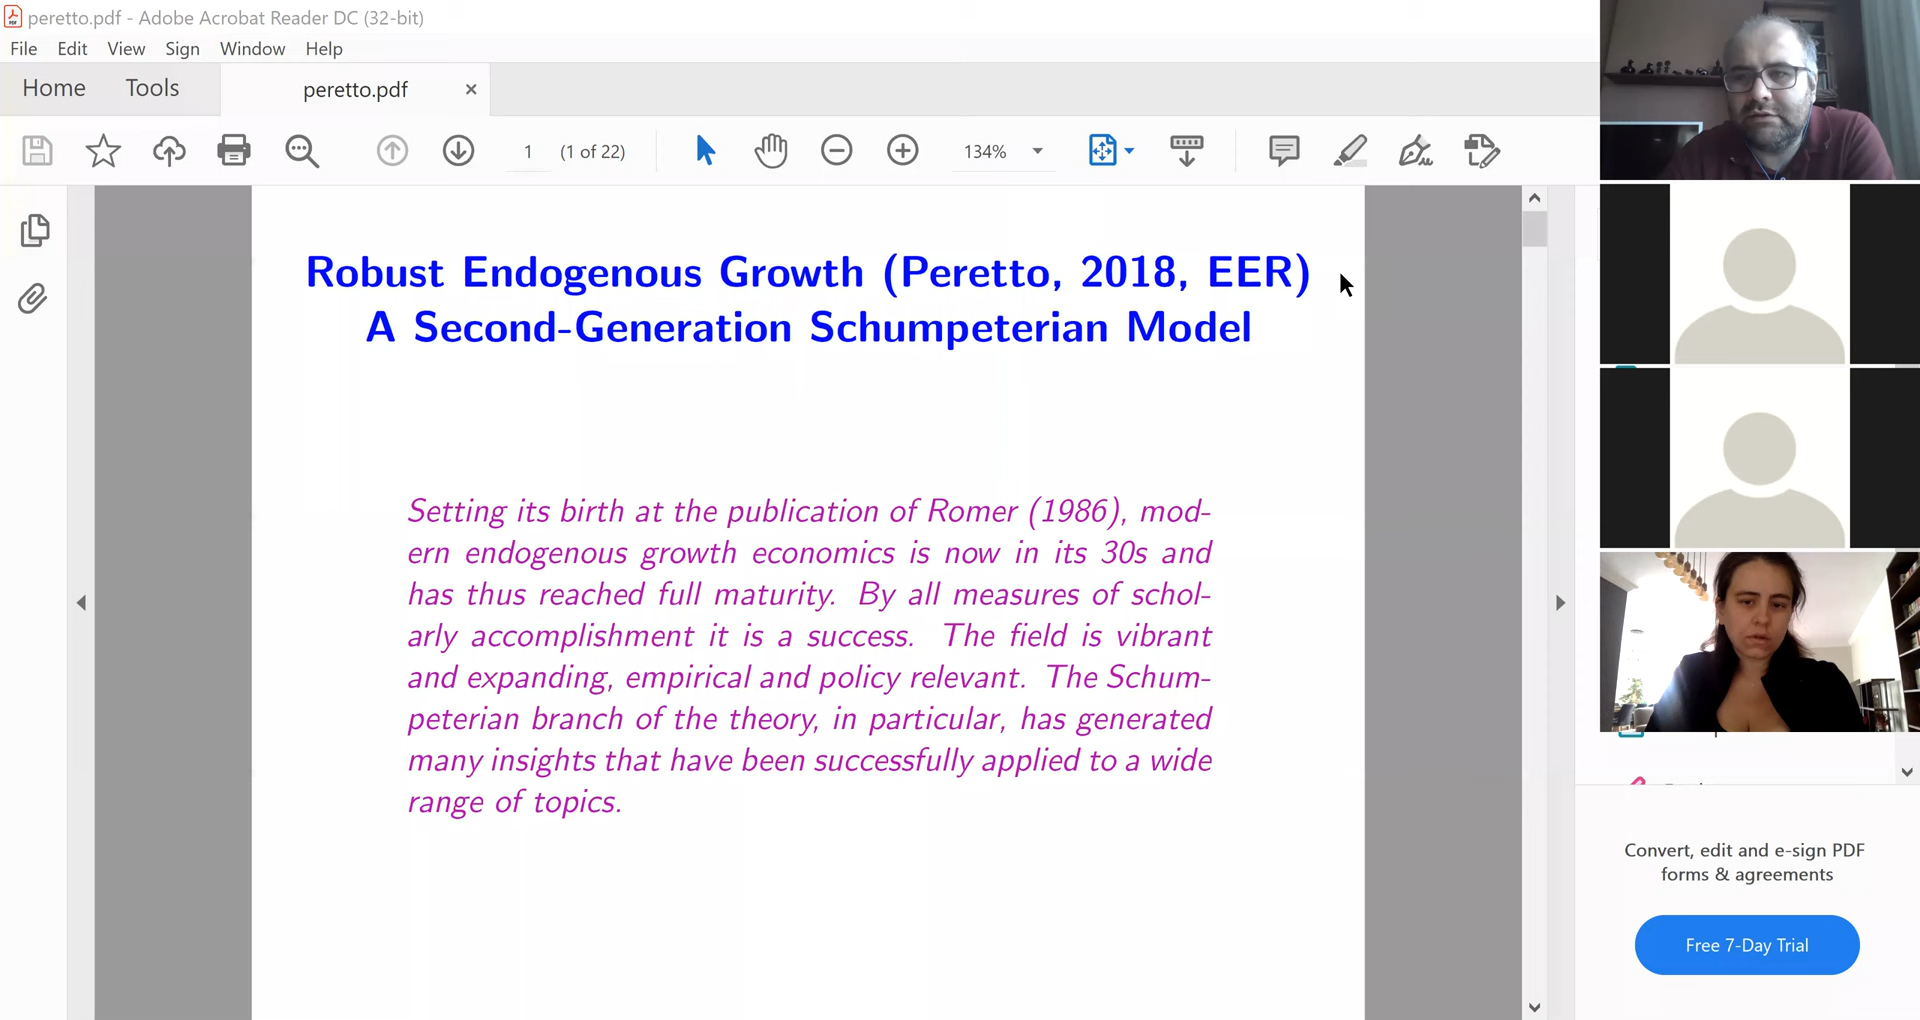 peretto.pdf - Adobe Acrobat Reader DC (32-bit)
File Edit View Sign Window Help
Home Tools peretto.pdf ×
1 (1 of 22) 134%
Robust Endogenous Growth (Peretto, 2018, EER)
A Second-Generation Schumpeterian Model
Setting its birth at the publication of Romer (1986), mod-
ern endogenous growth economics is now in its 30s and
has thus reached full maturity. By all measures of schol-
arly accomplishment it is a success. The field is vibrant
and expanding, empirical and policy relevant. The Schum-
peterian branch of the theory, in particular, has generated
many insights that have been successfully applied to a wide
range of topics.
Convert, edit and e-sign PDF
forms & agreements
Free 7-Day Trial